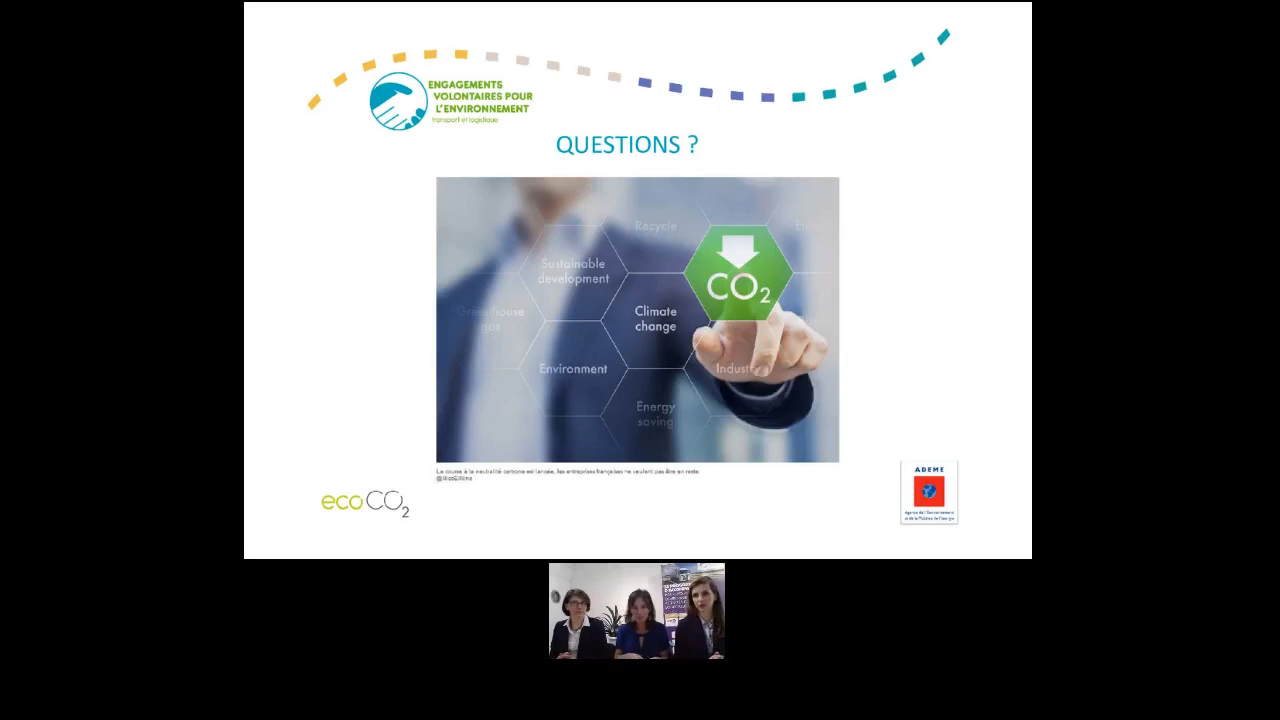 ENGAGEMENTS
VOLONTAIRES POUR
L'ENVIRONNEMENT
transport et logistique
QUESTIONS ?
Recycle
Sustainable
development
CO2
Greenhouse
gas
Climate
change
Environment
Industry
Energy
saving
La course à la neutralité carbone est lancée, les entreprises françaises ne veulent pas être en reste.
ecoCO2
ADEME
Agence de l'Environnement
et de la Maîtrise de l'Energie